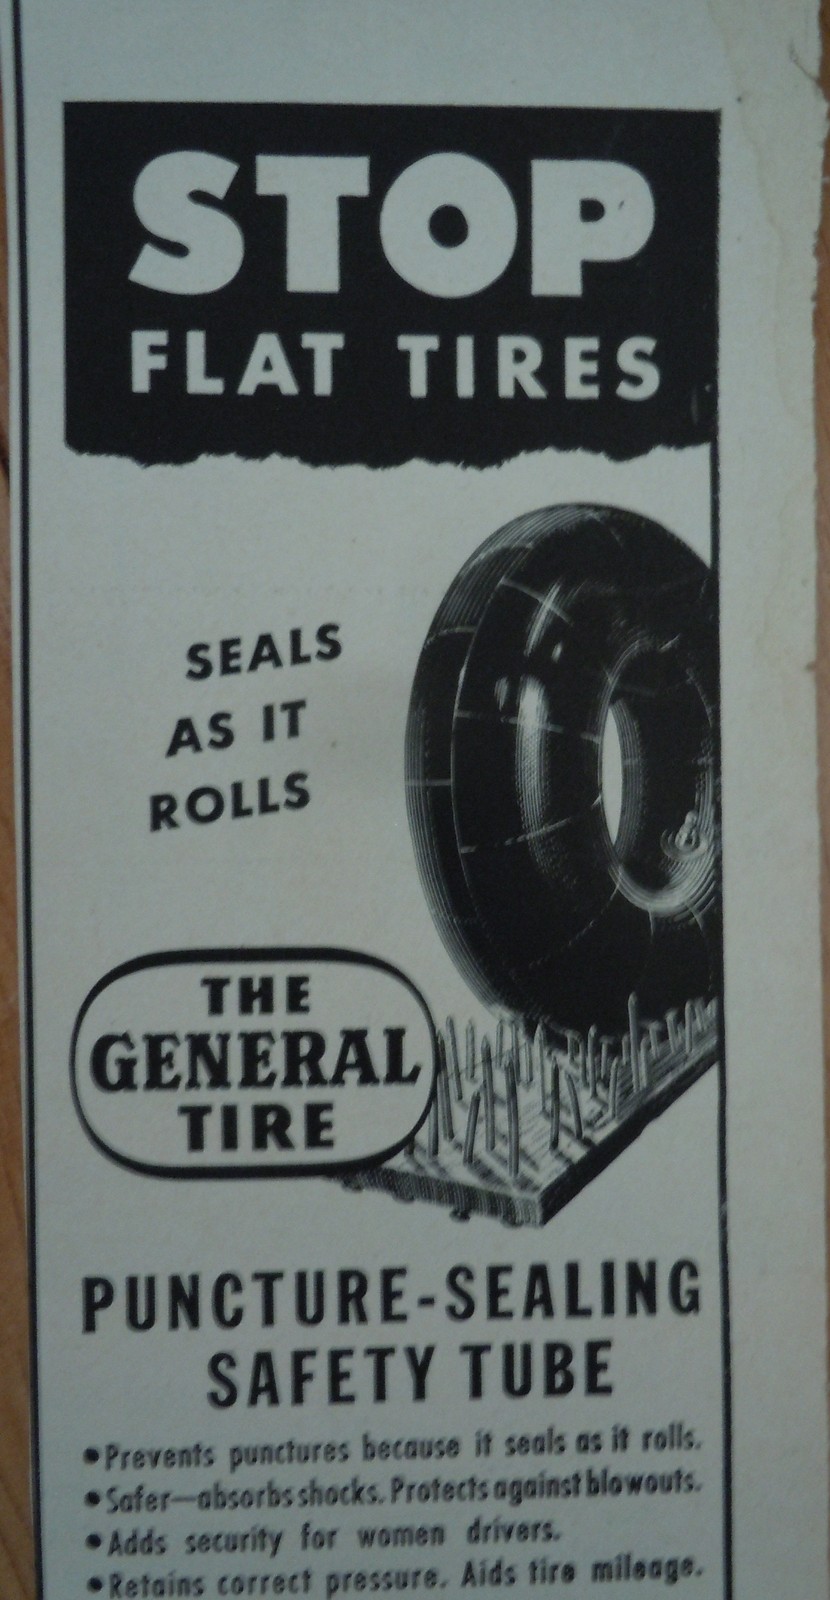 STOP
FLAT TIRES
SEALS
AS IT
ROLLS
THE
GENERAL
TIRE
PUNCTURE-SEALING
SAFETY TUBE
•Prevents punctures because it seals as it rolls.
•Safer—absorbs shocks. Protects against blowouts.
•Adds security for women drivers.
•Retains correct pressure. Aids tire mileage.